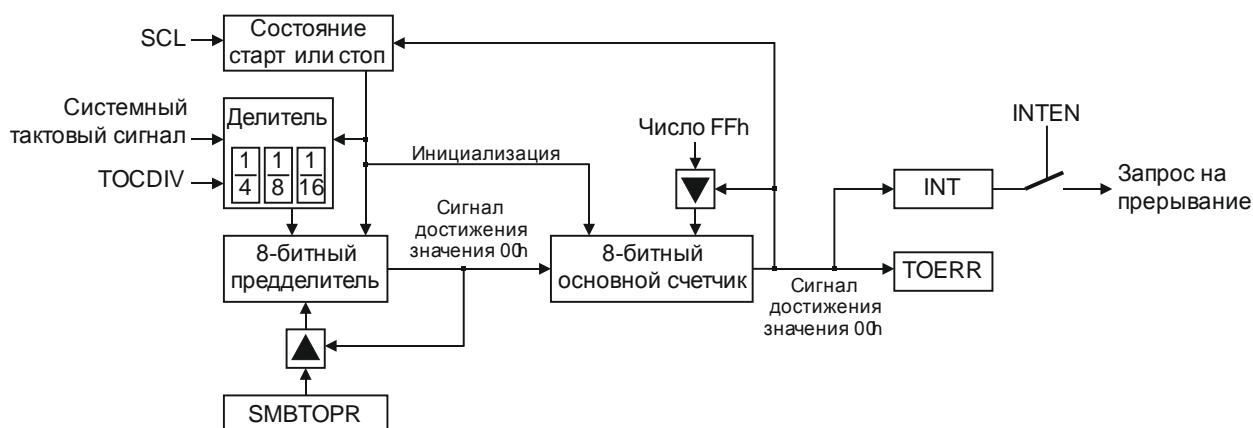 SCL
Состояние
старт или стоп
Системный
тактовый сигнал
TOCDIV
Делитель
1
4
1
8
1
16
Инициализация
Число FFh
INTEN
INT
Запрос на
прерывание
Сигнал
достижения
значения 00h
8-битный
предделитель
8-битный
основной счетчик
TOERR
Сигнал
достижения
значения 00h
SMBTOPR